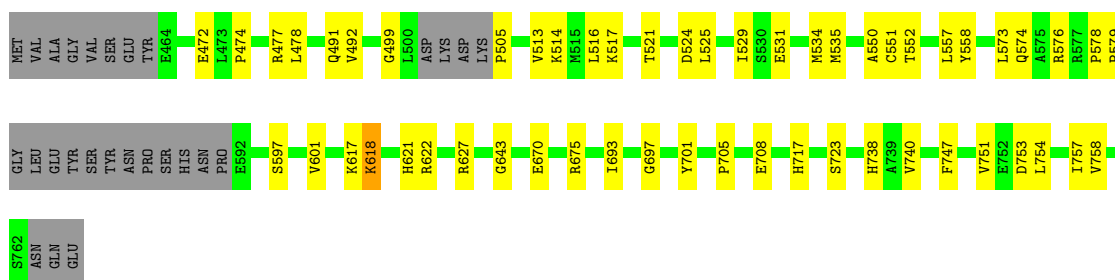 MET VAL ALA GLY VAL SER GLU TYR E464 E472 L473 P474 R477 L478 Q491 V492 G499 L500 ASP LYS ASP LYS P505 V513 K514 M515 L516 K517 T521 D524 L525 I529 S530 E531 M534 M535 A550 C551 T552 L557 Y558 L573 Q574 A575 R576 R577 P578 R579
GLY LEU GLU TYR SER TYR ASN PRO SER HIS ASN PRO E592 S597 V601 K617 K618 H621 R622 R627 G643 E670 R675 I693 G697 Y701 P705 E708 H717 S723 H738 A739 V740 F747 V751 E752 D753 L754 I757 V758
S762 ASN GLN GLU